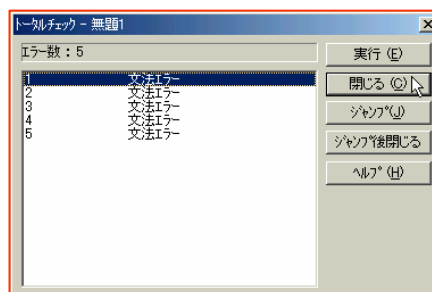 トータルチェック - 無題1
エラー数：5
1 文法エラー
2 文法エラー
3 文法エラー
4 文法エラー
5 文法エラー
実行 (E)
閉じる (C)
ジャンプ(J)
ジャンプ後閉じる
ヘルプ (H)